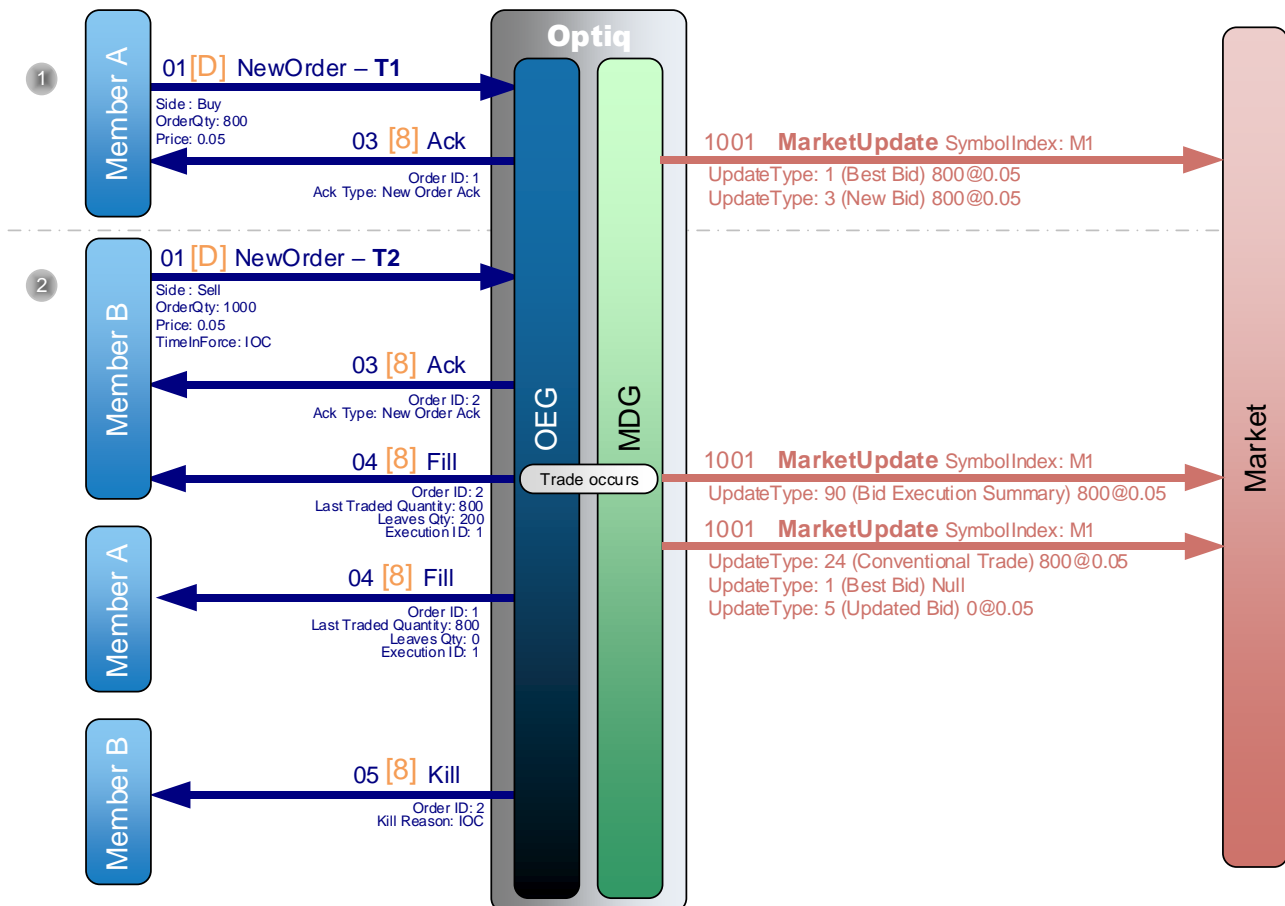 Optiq
1
Member A
01 [D] NewOrder – T1
Side : Buy
OrderQty: 800
Price: 0.05
03 [8] Ack
Order ID: 1
Ack Type: New Order Ack
1001 MarketUpdate SymbolIndex: M1
UpdateType: 1 (Best Bid) 800@0.05
UpdateType: 3 (New Bid) 800@0.05
2
Member B
01 [D] NewOrder – T2
Side : Sell
OrderQty: 1000
Price: 0.05
TimeInForce: IOC
03 [8] Ack
Order ID: 2
Ack Type: New Order Ack
OEG
MDG
Market
04 [8] Fill
Order ID: 2
Last Traded Quantity: 800
Leaves Qty: 200
Execution ID: 1
Trade occurs
1001 MarketUpdate SymbolIndex: M1
UpdateType: 90 (Bid Execution Summary) 800@0.05
1001 MarketUpdate SymbolIndex: M1
UpdateType: 24 (Conventional Trade) 800@0.05
UpdateType: 1 (Best Bid) Null
UpdateType: 5 (Updated Bid) 0@0.05
Member A
04 [8] Fill
Order ID: 1
Last Traded Quantity: 800
Leaves Qty: 0
Execution ID: 1
Member B
05 [8] Kill
Order ID: 2
Kill Reason: IOC